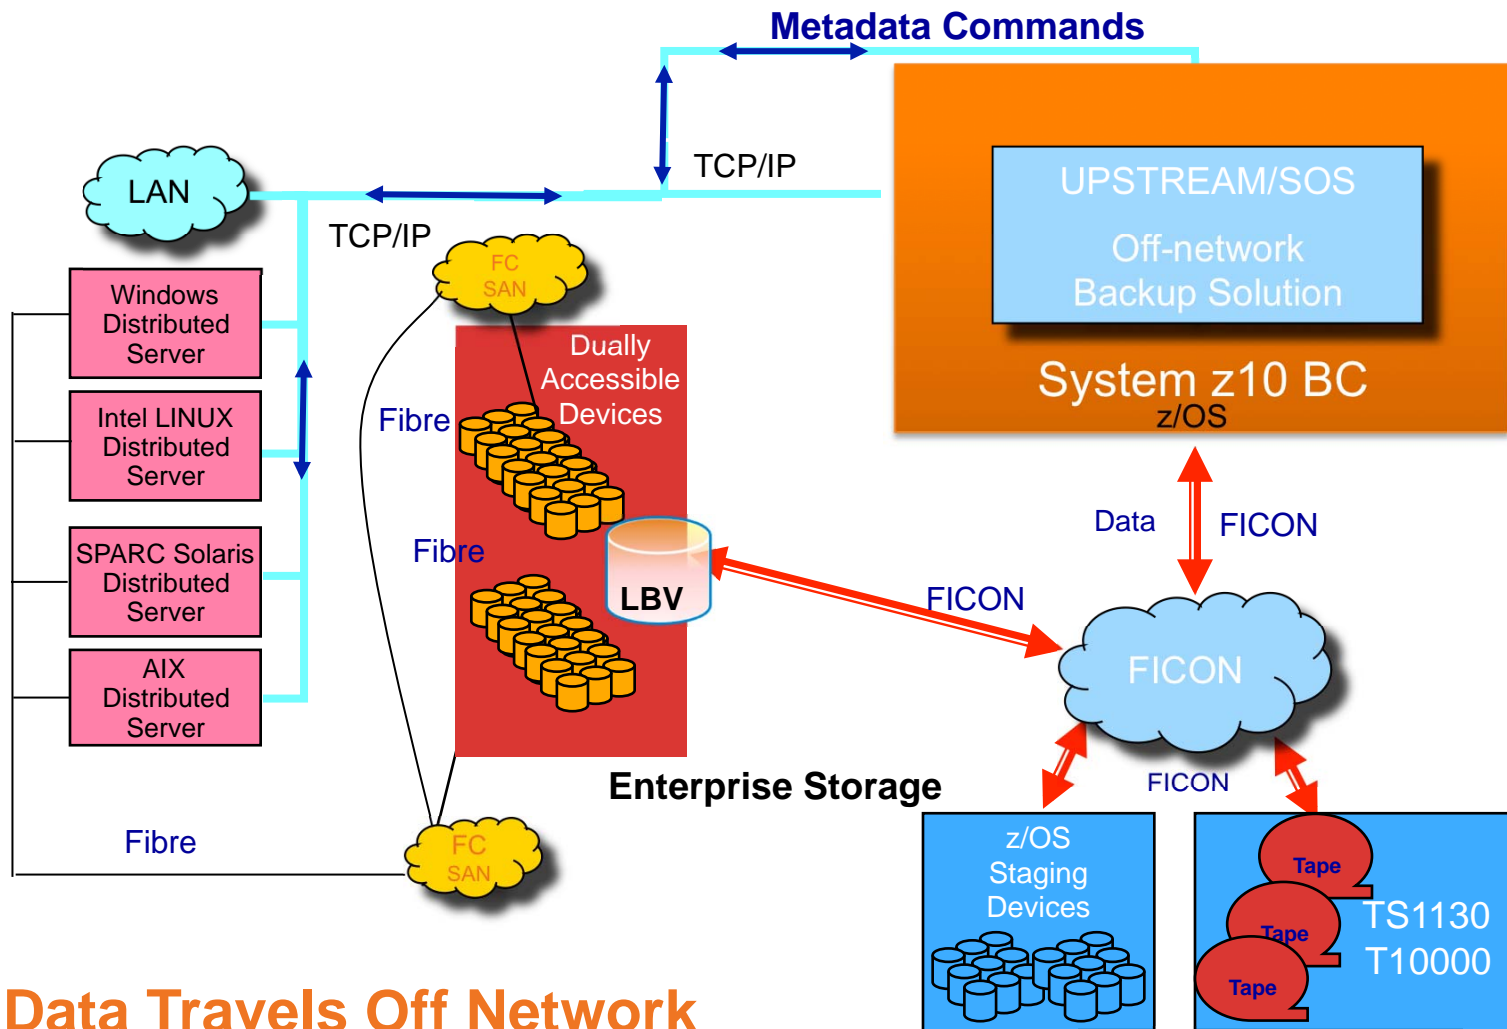 Metadata Commands
TCP/IP
LAN
TCP/IP
UPSTREAM/SOS
Off-network
Backup Solution
System z10 BC
z/OS
FC
SAN
Windows
Distributed
Server
Intel LINUX
Distributed
Server
SPARC Solaris
Distributed
Server
AIX
Distributed
Server
Dually
Accessible
Devices
Fibre
Fibre
LBV
FICON
Data
FICON
FICON
FICON
Enterprise Storage
Fibre
FC
SAN
z/OS
Staging
Devices
Tape
Tape
Tape
TS1130
T10000
Data Travels Off Network